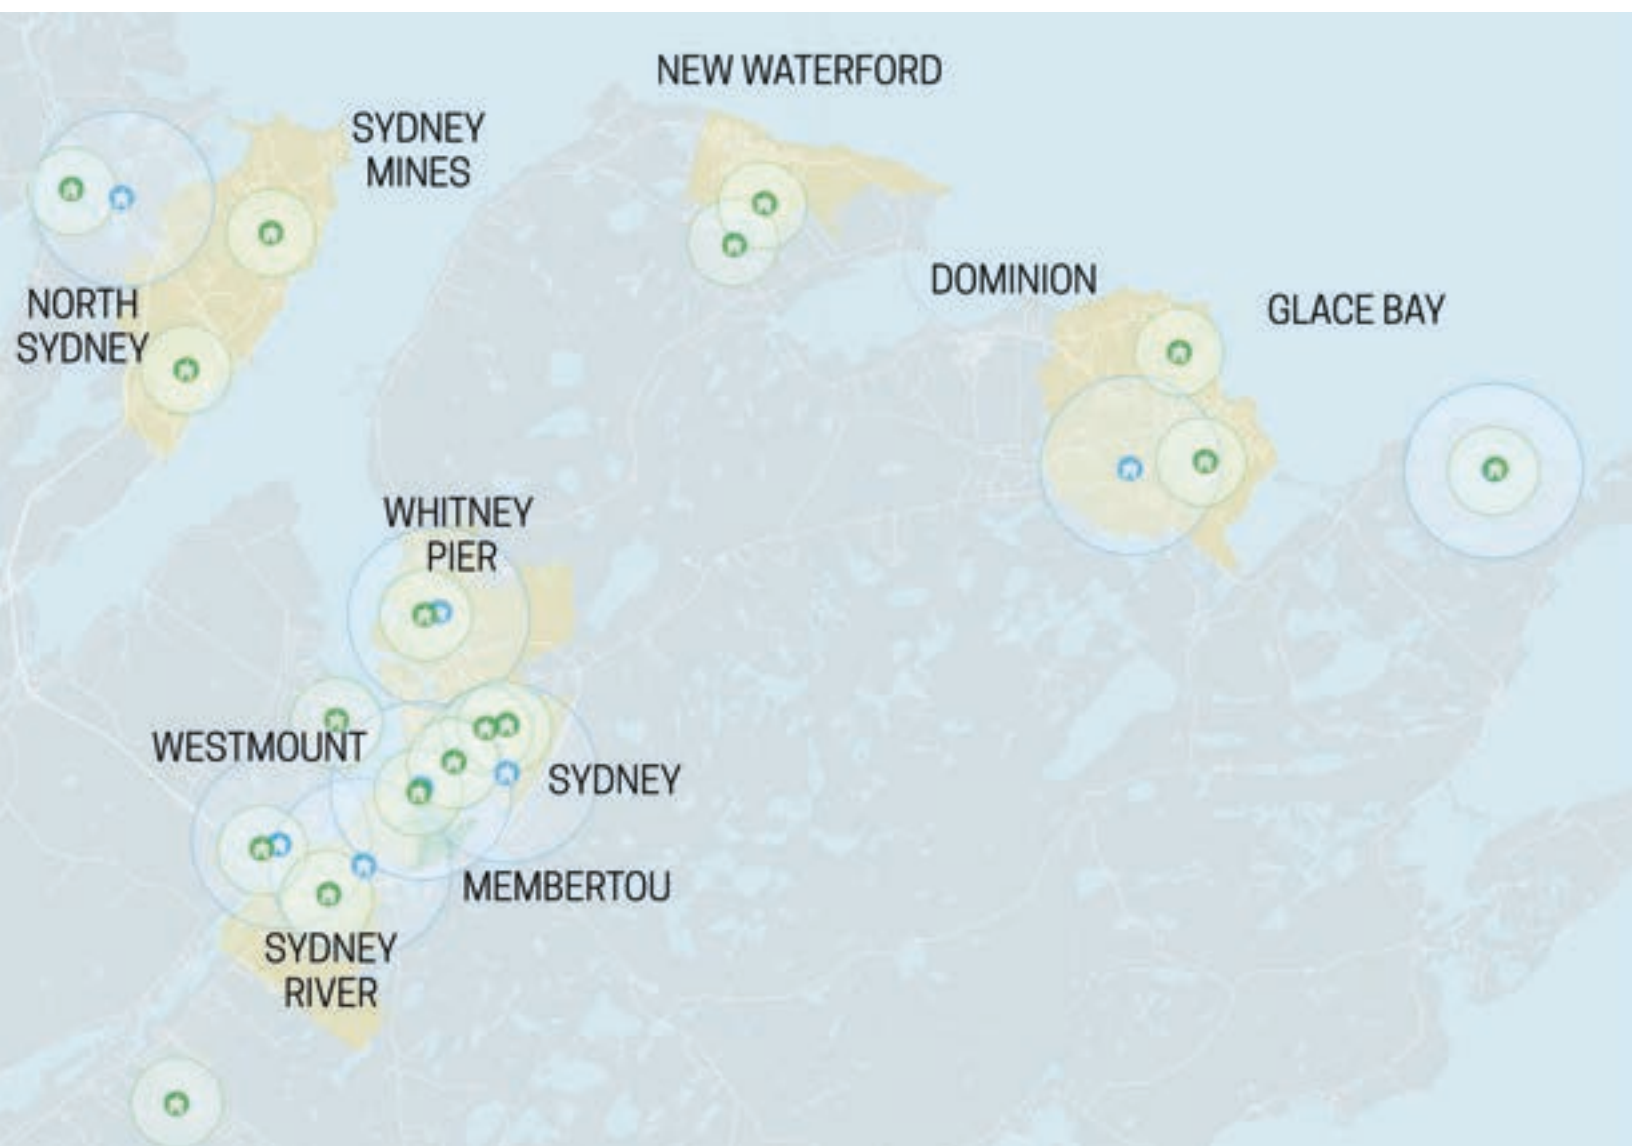 NEW WATERFORD
SYDNEY
MINES
DOMINION
GLACE BAY
NORTH
SYDNEY
WHITNEY
PIER
WESTMOUNT
SYDNEY
MEMBERTOU
SYDNEY
RIVER